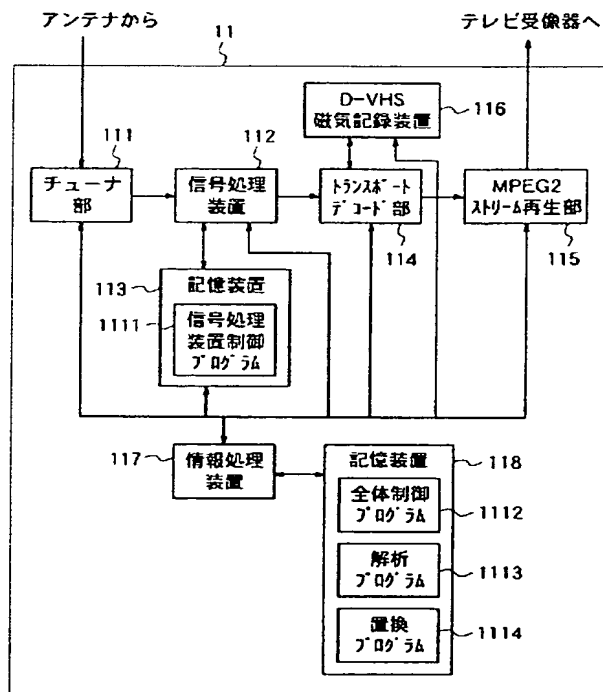 アンテナから
テレビ受像器へ
11
D-VHS
磁気記録装置
116
111
112
チューナ
部
信号処理
装置
トランスポート
デコード部
MPEG2
ストリーム再生部
114
115
113
記憶装置
1111
信号処理
装置制御
プログラム
117
情報処理
装置
記憶装置
118
全体制御
プログラム
1112
解析
プログラム
1113
置換
プログラム
1114